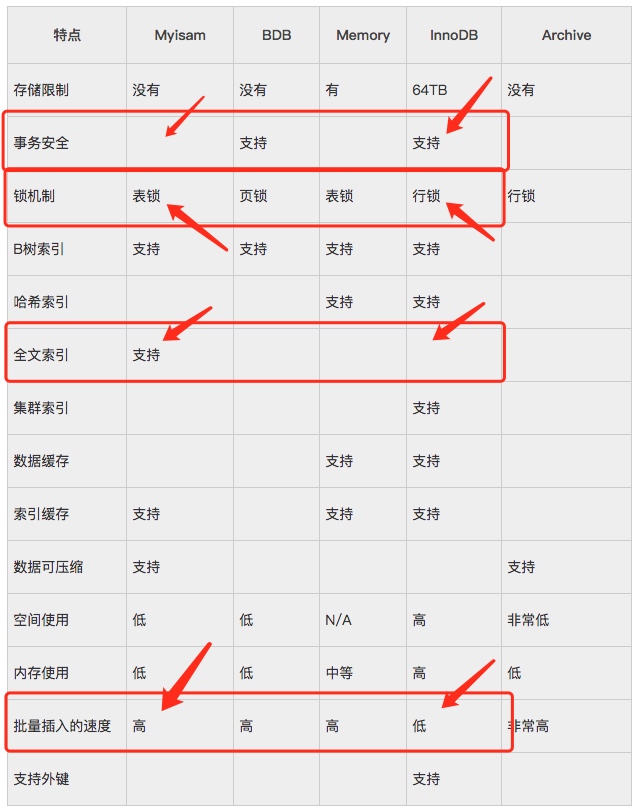 特点 Myisam BDB Memory InnoDB Archive
存储限制 没有 没有 有 64TB 没有
事务安全 支持 支持
锁机制 表锁 页锁 表锁 行锁 行锁
B树索引 支持 支持 支持 支持
哈希索引 支持 支持
全文索引 支持
集群索引 支持
数据缓存 支持 支持
索引缓存 支持 支持 支持
数据可压缩 支持 支持
空间使用 低 低 N/A 高 非常低
内存使用 低 低 中等 高 低
批量插入的速度 高 高 高 低 非常高
支持外键 支持